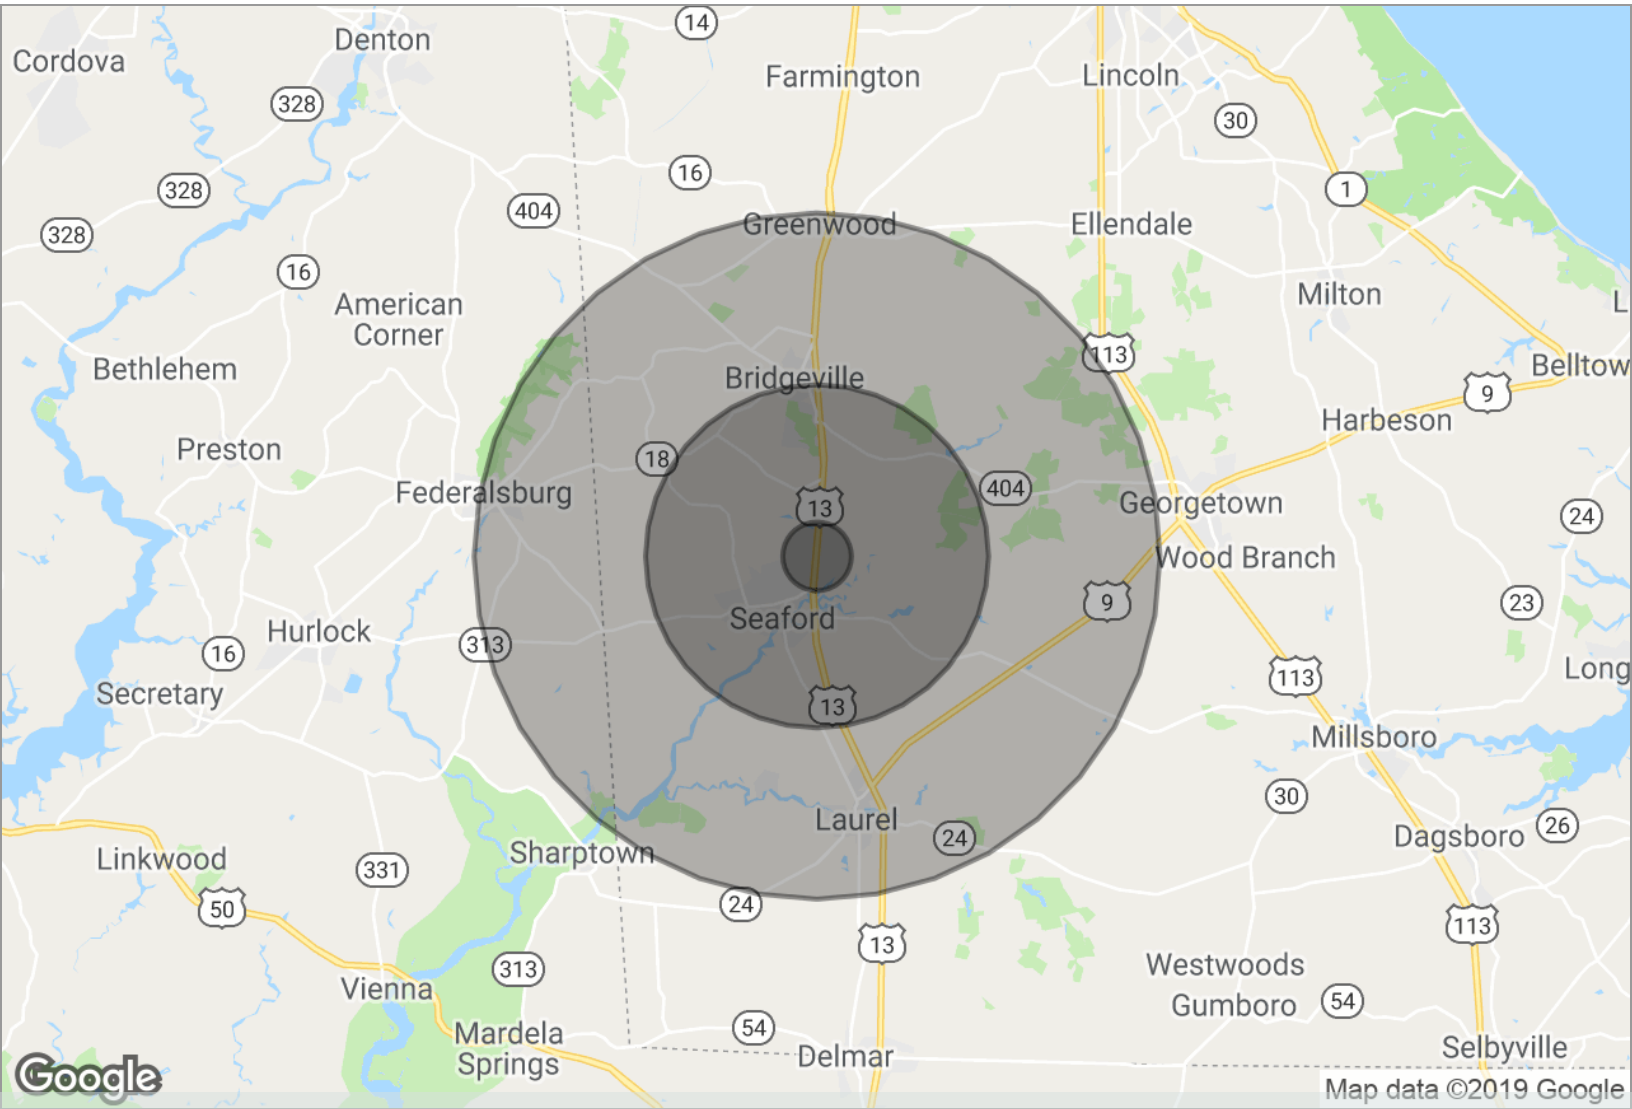 14
Denton
Cordova
Farmington
Lincoln
328
30
16
328
1
404
328
Greenwood
Ellendale
16
Milton
L
American
Corner
113
Bethlehem
Belltow
Bridgeville
9
Harbeson
Preston
18
404
Federalsburg
Georgetown
13
24
Wood Branch
9
23
Seaford
Hurlock
313
16
Long
113
Secretary
13
Millsboro
30
Laurel
26
24
Dagsboro
Sharptown
Linkwood
331
24
50
113
13
Westwoods
313
Vienna
Gumboro
54
54
Mardela
Springs
Delmar
Selbyville
Google
Map data ©2019 Google